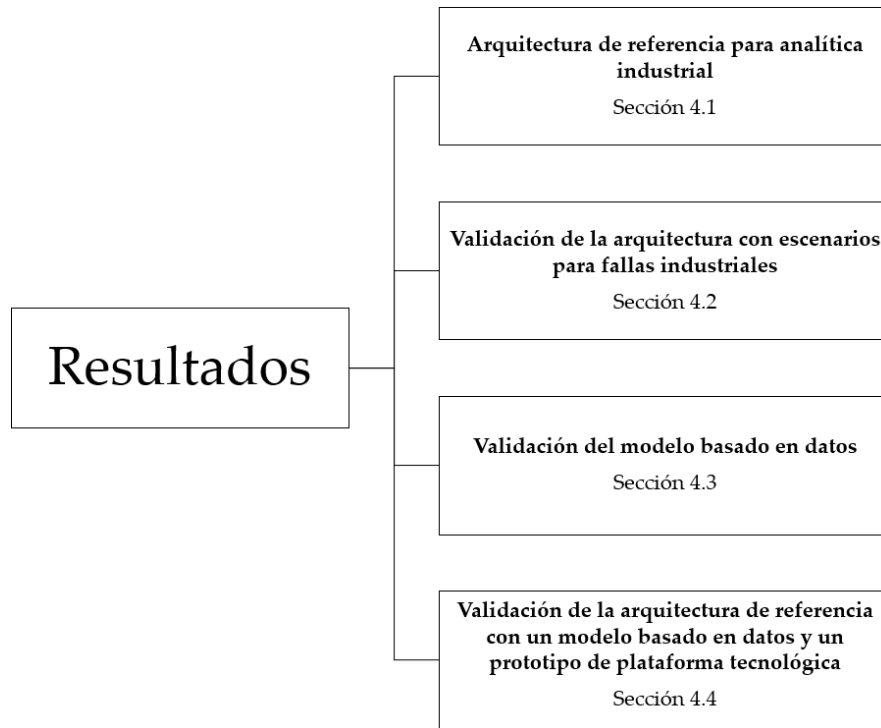 Resultados
Arquitectura de referencia para analítica
industrial
Sección 4.1
Validación de la arquitectura con escenarios
para fallas industriales
Sección 4.2
Validación del modelo basado en datos
Sección 4.3
Validación de la arquitectura de referencia
con un modelo basado en datos y un
prototipo de plataforma tecnológica
Sección 4.4